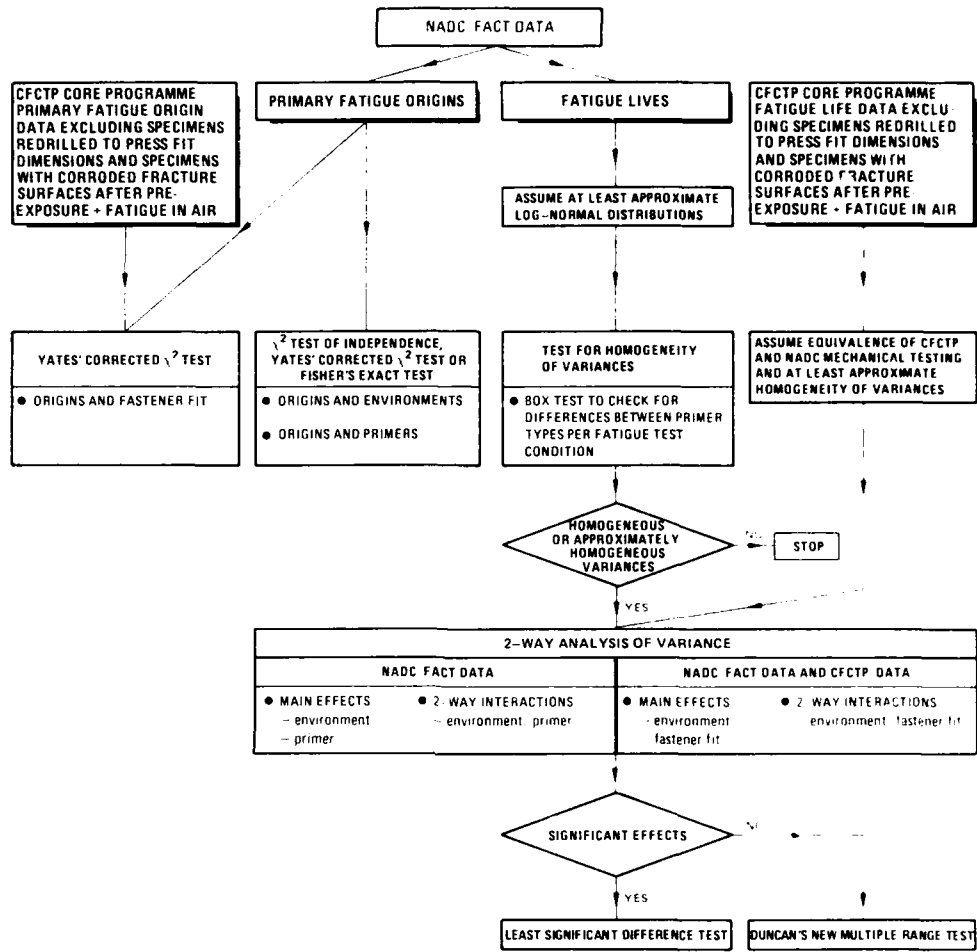 NADC FACT DATA
CFCTP CORE PROGRAMME
PRIMARY FATIGUE ORIGIN
DATA EXCLUDING SPECIMENS
REDRILLED TO PRESS FIT
DIMENSIONS AND SPECIMENS
WITH CORRODED FRACTURE
SURFACES AFTER PRE-
EXPOSURE + FATIGUE IN AIR
PRIMARY FATIGUE ORIGINS
FATIGUE LIVES
CFCTP CORE PROGRAMME
FATIGUE LIFE DATA EXCLU-
DING SPECIMENS REDRILLED
TO PRESS FIT DIMENSIONS
AND SPECIMENS WITH
CORRODED FRACTURE
SURFACES AFTER PRE-
EXPOSURE + FATIGUE IN AIR
ASSUME AT LEAST APPROXIMATE
LOG-NORMAL DISTRIBUTIONS
YATES' CORRECTED χ² TEST
● ORIGINS AND FASTENER FIT
χ² TEST OF INDEPENDENCE,
YATES' CORRECTED χ² TEST OR
FISHER'S EXACT TEST
● ORIGINS AND ENVIRONMENTS
● ORIGINS AND PRIMERS
TEST FOR HOMOGENEITY
OF VARIANCES
● BOX TEST TO CHECK FOR
DIFFERENCES BETWEEN PRIMER
TYPES PER FATIGUE TEST
CONDITION
ASSUME EQUIVALENCE OF CFCTP
AND NADC MECHANICAL TESTING
AND AT LEAST APPROXIMATE
HOMOGENEITY OF VARIANCES
HOMOGENEOUS
OR APPROXIMATELY
HOMOGENEOUS
VARIANCES
NO
STOP
YES
2-WAY ANALYSIS OF VARIANCE
NADC FACT DATA
● MAIN EFFECTS
– environment
– primer
● 2-WAY INTERACTIONS
– environment. primer
NADC FACT DATA AND CFCTP DATA
● MAIN EFFECTS
- environment
fastener fit
● 2-WAY INTERACTIONS
environment. fastener fit
SIGNIFICANT EFFECTS
NO
YES
LEAST SIGNIFICANT DIFFERENCE TEST
DUNCAN'S NEW MULTIPLE RANGE TEST